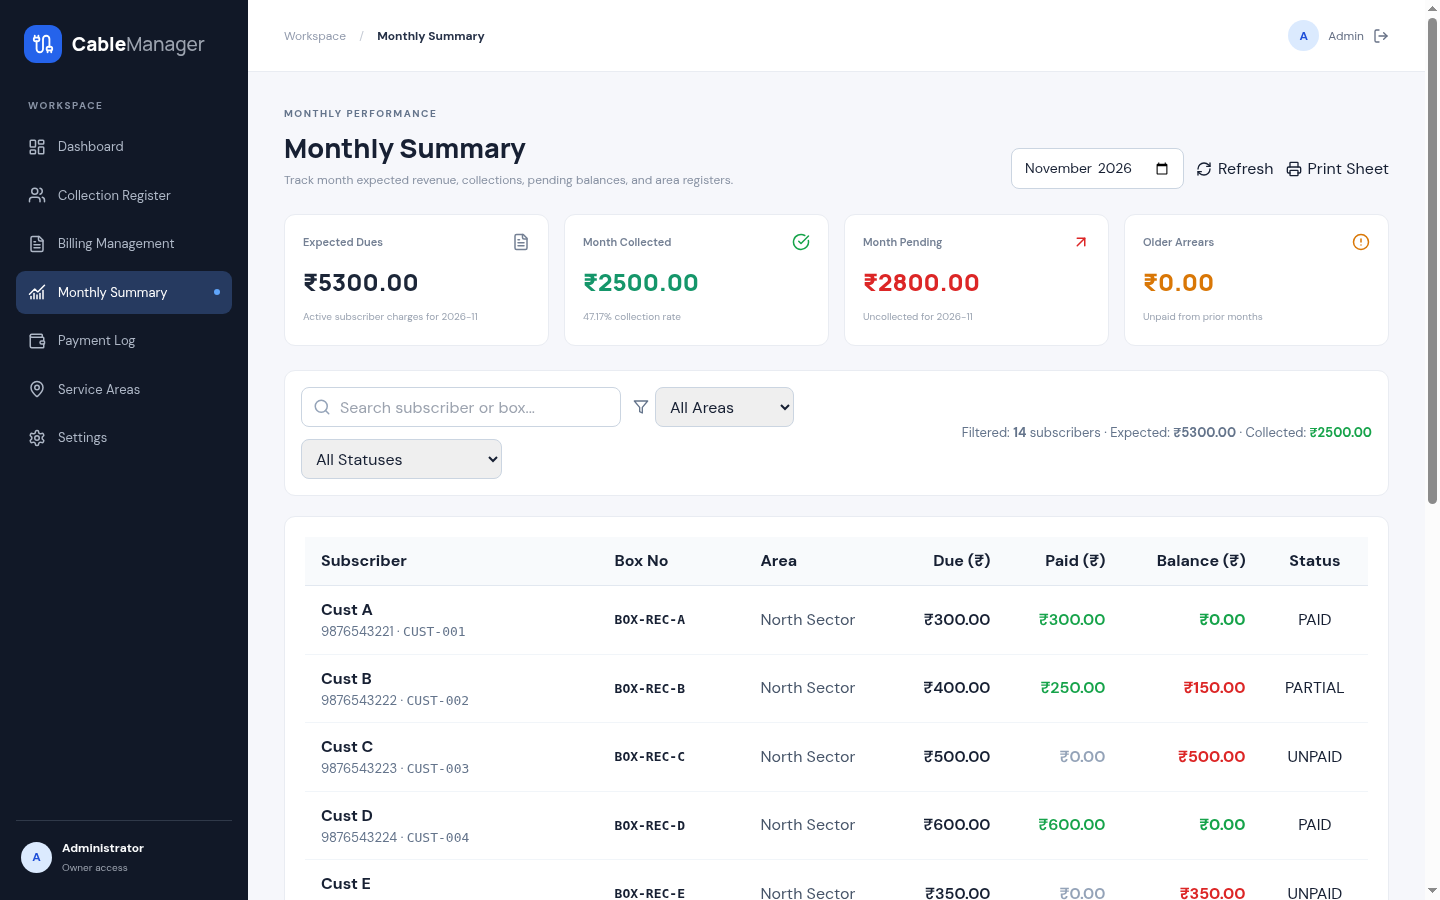 CableManager
WORKSPACE
Dashboard
Collection Register
Billing Management
Monthly Summary
Payment Log
Service Areas
Settings
A
Administrator
Owner access
Workspace / Monthly Summary
A Admin
MONTHLY PERFORMANCE
Monthly Summary
Track month expected revenue, collections, pending balances, and area registers.
November 2026
Refresh
Print Sheet
Expected Dues
₹5300.00
Active subscriber charges for 2026-11
Month Collected
₹2500.00
47.17% collection rate
Month Pending
₹2800.00
Uncollected for 2026-11
Older Arrears
₹0.00
Unpaid from prior months
Search subscriber or box...
All Areas
All Statuses
Filtered: 14 subscribers · Expected: ₹5300.00 · Collected: ₹2500.00
Subscriber Box No Area Due (₹) Paid (₹) Balance (₹) Status
Cust A
9876543221 · CUST-001 BOX-REC-A North Sector ₹300.00 ₹300.00 ₹0.00 PAID
Cust B
9876543222 · CUST-002 BOX-REC-B North Sector ₹400.00 ₹250.00 ₹150.00 PARTIAL
Cust C
9876543223 · CUST-003 BOX-REC-C North Sector ₹500.00 ₹0.00 ₹500.00 UNPAID
Cust D
9876543224 · CUST-004 BOX-REC-D North Sector ₹600.00 ₹600.00 ₹0.00 PAID
Cust E
BOX-REC-E North Sector ₹350.00 ₹0.00 ₹350.00 UNPAID